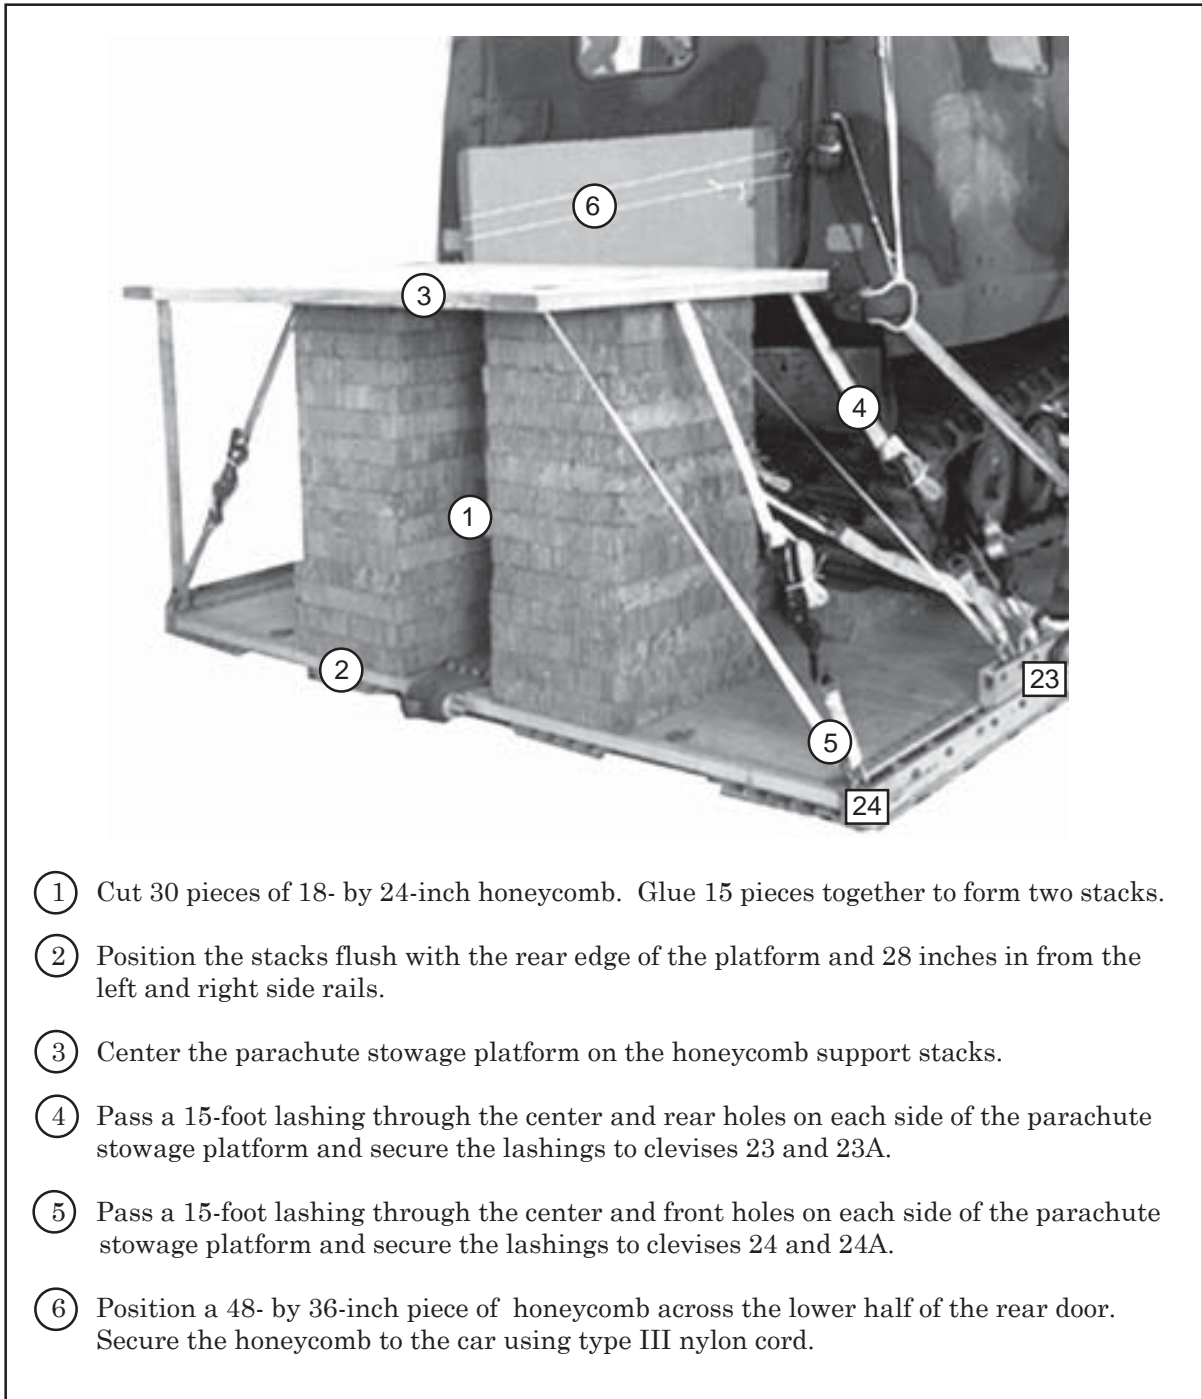 6
3
4
1
2
23
5
24
1 Cut 30 pieces of 18- by 24-inch honeycomb. Glue 15 pieces together to form two stacks.
2 Position the stacks flush with the rear edge of the platform and 28 inches in from the
left and right side rails.
3 Center the parachute stowage platform on the honeycomb support stacks.
4 Pass a 15-foot lashing through the center and rear holes on each side of the parachute
stowage platform and secure the lashings to clevises 23 and 23A.
5 Pass a 15-foot lashing through the center and front holes on each side of the parachute
stowage platform and secure the lashings to clevises 24 and 24A.
6 Position a 48- by 36-inch piece of honeycomb across the lower half of the rear door.
Secure the honeycomb to the car using type III nylon cord.